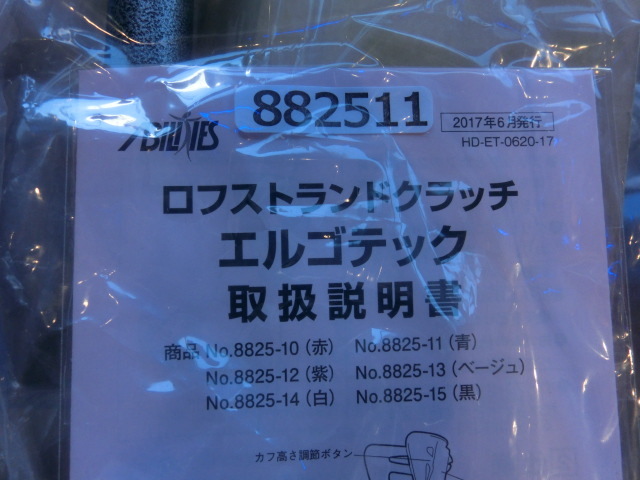 ABILITIES
882511
2017年6月発行
HD-ET-0620-17
ロフストランドクラッチ
エルゴテック
取扱説明書
商品 No.8825-10（赤） No.8825-11（青）
No.8825-12（紫） No.8825-13（ベージュ）
No.8825-14（白） No.8825-15（黒）
カフ高さ調節ボタン